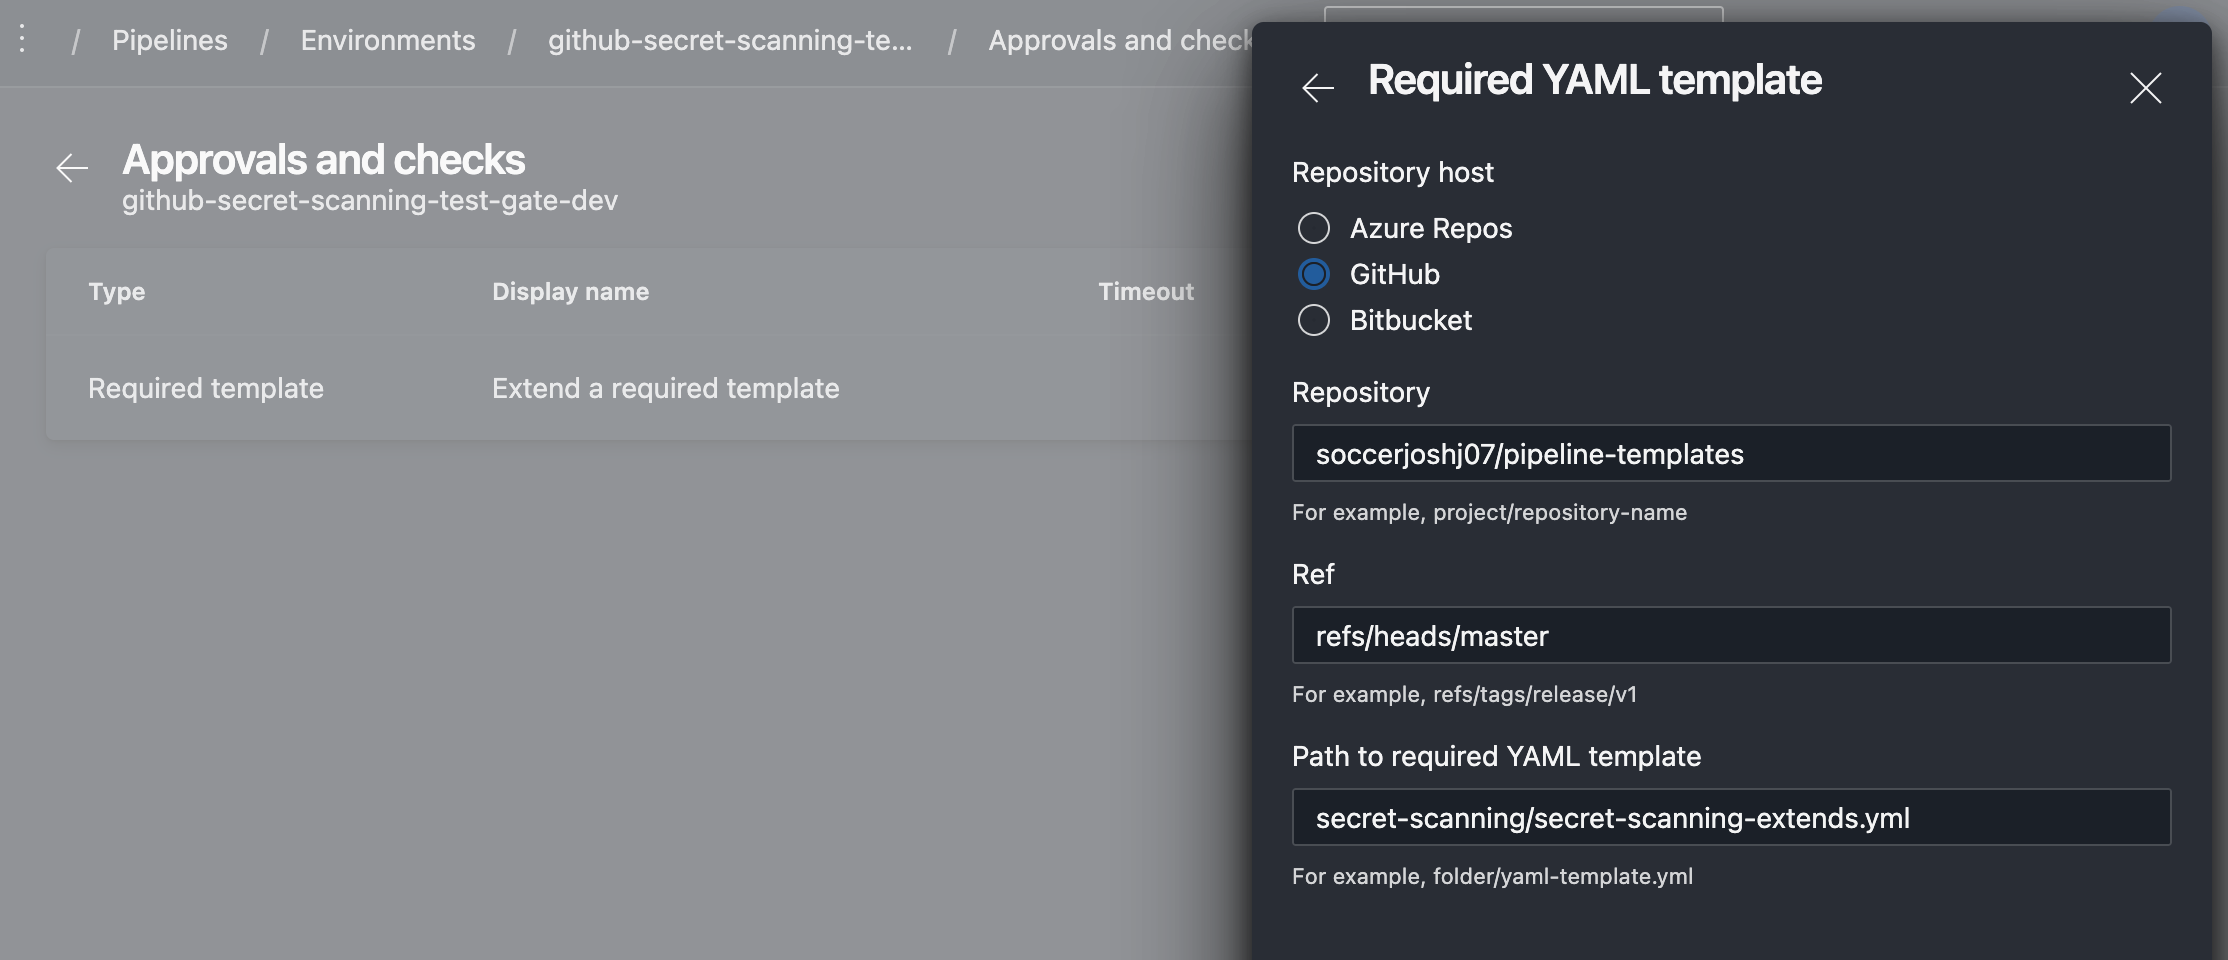 / Pipelines / Environments / github-secret-scanning-te... / Approvals and check
Approvals and checks
github-secret-scanning-test-gate-dev
Type Display name Timeout
Required template Extend a required template
Required YAML template
Repository host
Azure Repos
GitHub
Bitbucket
Repository
soccerjoshj07/pipeline-templates
For example, project/repository-name
Ref
refs/heads/master
For example, refs/tags/release/v1
Path to required YAML template
secret-scanning/secret-scanning-extends.yml
For example, folder/yaml-template.yml